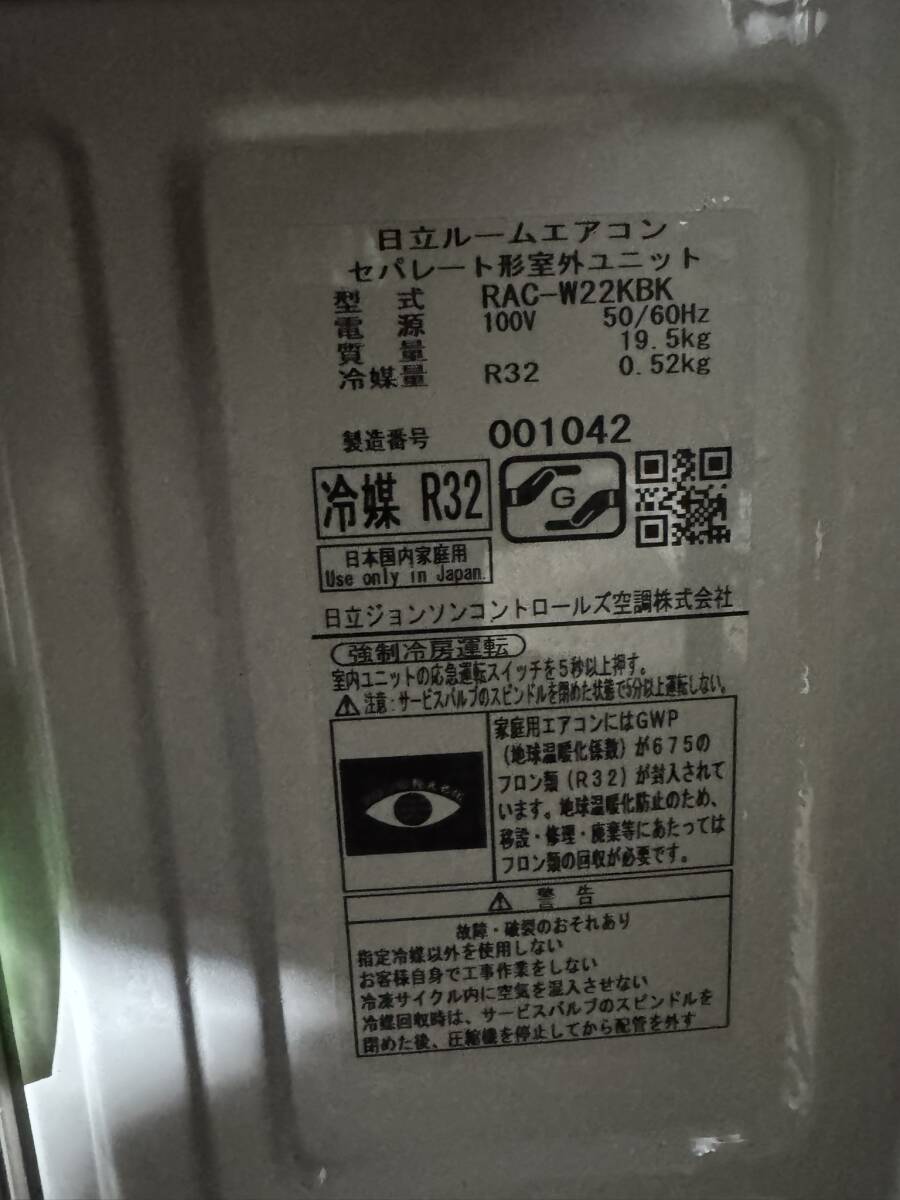 日立ルームエアコン
セパレート形室外ユニット
型式 RAC-W22KBK
電源 100V 50/60Hz
質量 19.5kg
冷媒量 R32 0.52kg
製造番号 001042
冷媒 R32
G
日本国内家庭用
Use only in Japan.
日立ジョンソンコントロールズ空調株式会社
強制冷房運転
室内ユニットの応急運転スイッチを5秒以上押す。
⚠注意:サービスバルブのスピンドルを閉めた状態で5分以上運転しない。
家庭用エアコンにはGWP
(地球温暖化係数)が675の
フロン類(R32)が封入されて
います。地球温暖化防止のため、
移設・修理・廃棄等にあたっては
フロン類の回収が必要です。
⚠ 警告
故障・破裂のおそれあり
指定冷媒以外を使用しない
お客様自身で工事作業をしない
冷凍サイクル内に空気を混入させない
冷媒回収時は、サービスバルブのスピンドルを
閉めた後、圧縮機を停止してから配管を外す